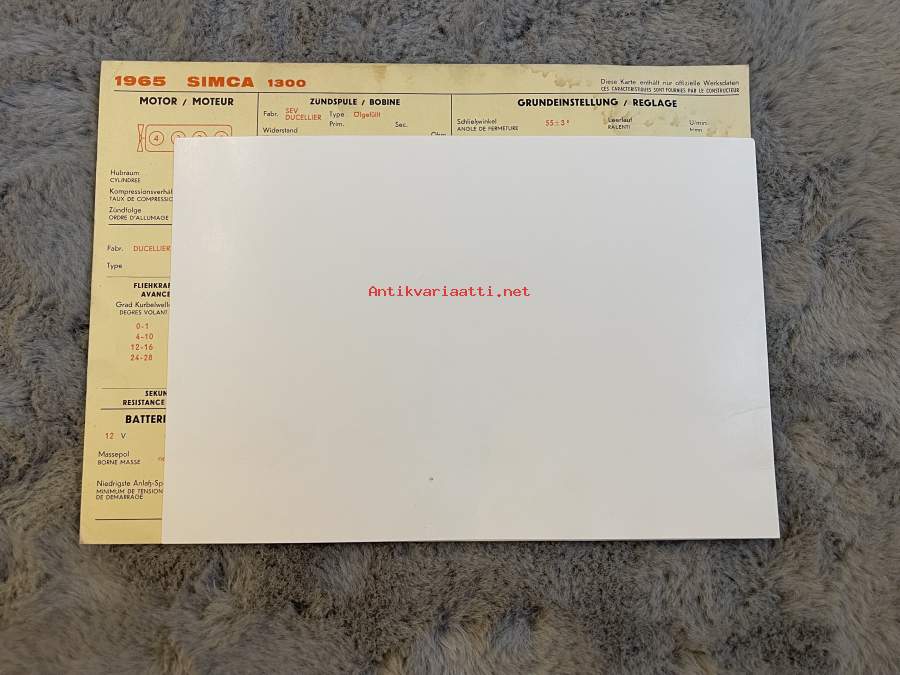 1965 SIMCA 1300
Diese Karte enthält nur offizielle Werksdaten
CES CARACTERISTIQUES SONT FOURNIES PAR LE CONSTRUCTEUR
MOTOR / MOTEUR
4
Hubraum
CYLINDREE
Kompressionsverhäl
TAUX DE COMPRESSIO
Zündfolge
ORDRE D'ALLUMAGE
Fabr. DUCELLIER
Type
FLIEHKRAF
AVANCE
Grad Kurbelwelle
DEGRES VOLANT
0-1
4-10
12-16
24-28
SEKUN
RESISTANCE
BATTERI
12 V
Massepol
BORNE MASSE
Niedrigste Anlaß-Sp
MINIMUM DE TENSION
DE DEMARRAGE
ZÜNDSPULE / BOBINE
Fabr. SEV DUCELLIER Type Ölgefüllt
Prim. Sec.
Widerstand
Ohm
GRUNDEINSTELLUNG / REGLAGE
Schließwinkel 55±3° Leerlauf U/min.
ANGLE DE FERMETURE RALENTI
Antikvariaatti.net